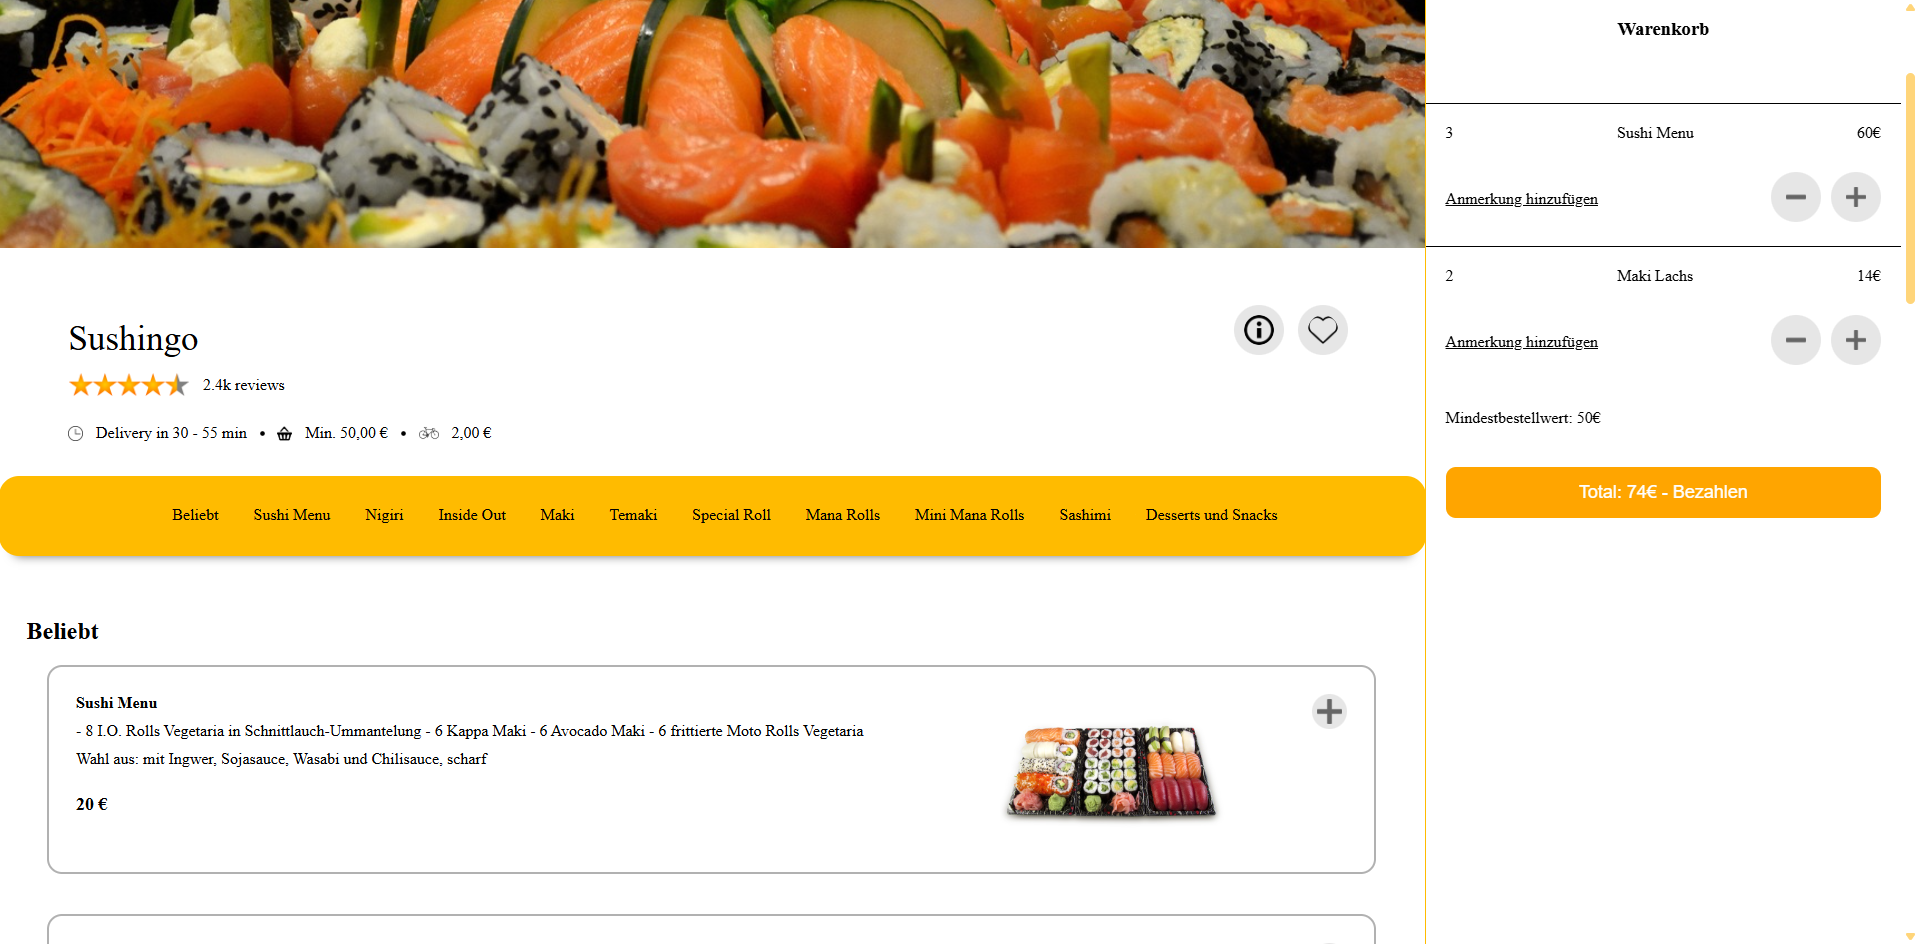 Sushingo
2.4k reviews
Delivery in 30 - 55 min • Min. 50,00 € • 2,00 €
Beliebt Sushi Menu Nigiri Inside Out Maki Temaki Special Roll Mana Rolls Mini Mana Rolls Sashimi Desserts und Snacks
Beliebt
Sushi Menu
- 8 I.O. Rolls Vegetaria in Schnittlauch-Ummantelung - 6 Kappa Maki - 6 Avocado Maki - 6 frittierte Moto Rolls Vegetaria
Wahl aus: mit Ingwer, Sojasauce, Wasabi und Chilisauce, scharf
20 €
Warenkorb
3 Sushi Menu 60€
Anmerkung hinzufügen
2 Maki Lachs 14€
Anmerkung hinzufügen
Mindestbestellwert: 50€
Total: 74€ - Bezahlen